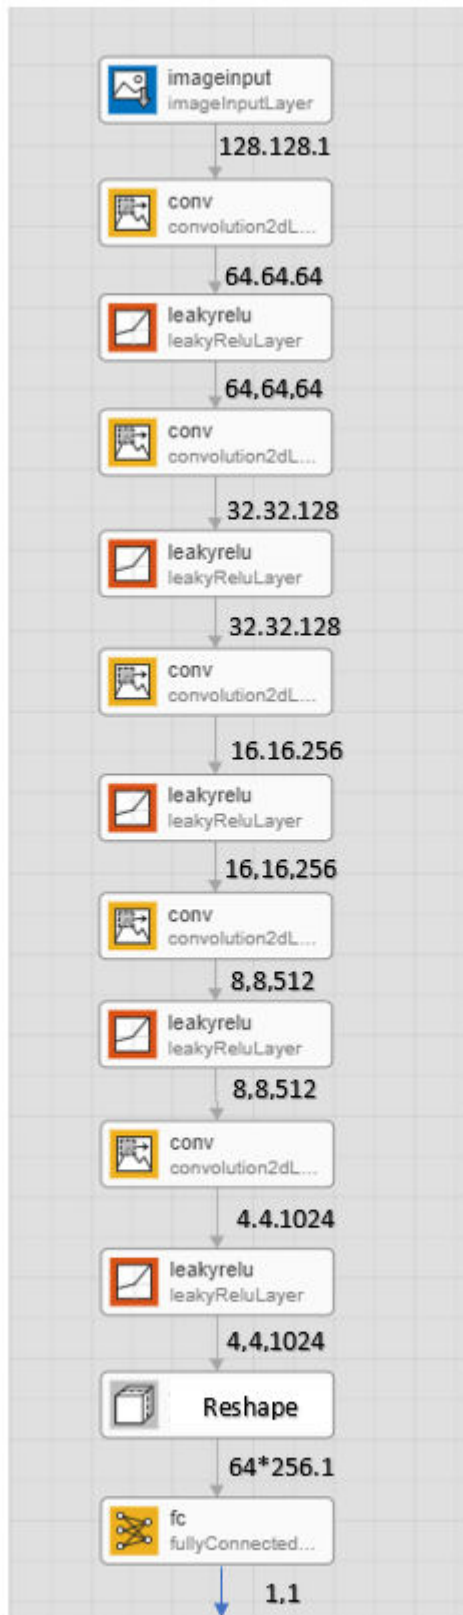 imageinput
imageInputLayer
128.128.1
conv
convolution2dL...
64.64.64
leakyrelu
leakyReluLayer
64,64,64
conv
convolution2dL...
32.32.128
leakyrelu
leakyReluLayer
32.32.128
conv
convolution2dL...
16.16.256
leakyrelu
leakyReluLayer
16,16,256
conv
convolution2dL...
8,8,512
leakyrelu
leakyReluLayer
8,8,512
conv
convolution2dL...
4.4.1024
leakyrelu
leakyReluLayer
4,4,1024
Reshape
64*256.1
fc
fullyConnected...
1,1